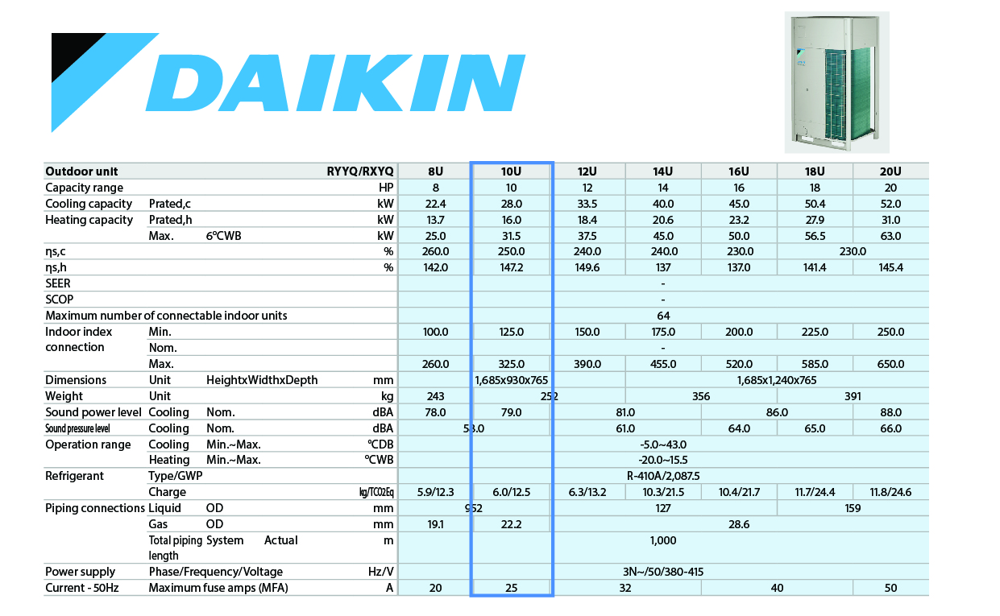 DAIKIN
Outdoor unit RYYQ/RXYQ 8U 10U 12U 14U 16U 18U 20U
Capacity range HP 8 10 12 14 16 18 20
Cooling capacity Prated,c kW 22.4 28.0 33.5 40.0 45.0 50.4 52.0
Heating capacity Prated,h kW 13.7 16.0 18.4 20.6 23.2 27.9 31.0
Max. 6°CWB kW 25.0 31.5 37.5 45.0 50.0 56.5 63.0
ηs,c % 260.0 250.0 240.0 240.0 230.0 230.0
ηs,h % 142.0 147.2 149.6 137 137.0 141.4 145.4
SEER -
SCOP -
Maximum number of connectable indoor units 64
Indoor index Min. 100.0 125.0 150.0 175.0 200.0 225.0 250.0
connection Nom. -
Max. 260.0 325.0 390.0 455.0 520.0 585.0 650.0
Dimensions Unit HeightxWidthxDepth mm 1,685x930x765 1,685x1,240x765
Weight Unit kg 243 252 356 391
Sound power level Cooling Nom. dBA 78.0 79.0 81.0 86.0 88.0
Sound pressure level Cooling Nom. dBA 58.0 61.0 64.0 65.0 66.0
Operation range Cooling Min.~Max. °CDB -5.0~43.0
Heating Min.~Max. °CWB -20.0~15.5
Refrigerant Type/GWP R-410A/2,087.5
Charge kg/TCO2Eq 5.9/12.3 6.0/12.5 6.3/13.2 10.3/21.5 10.4/21.7 11.7/24.4 11.8/24.6
Piping connections Liquid OD mm 952 127 159
Gas OD mm 19.1 22.2 28.6
Total piping System Actual m 1,000
length
Power supply Phase/Frequency/Voltage Hz/V 3N~/50/380-415
Current - 50Hz Maximum fuse amps (MFA) A 20 25 32 40 50